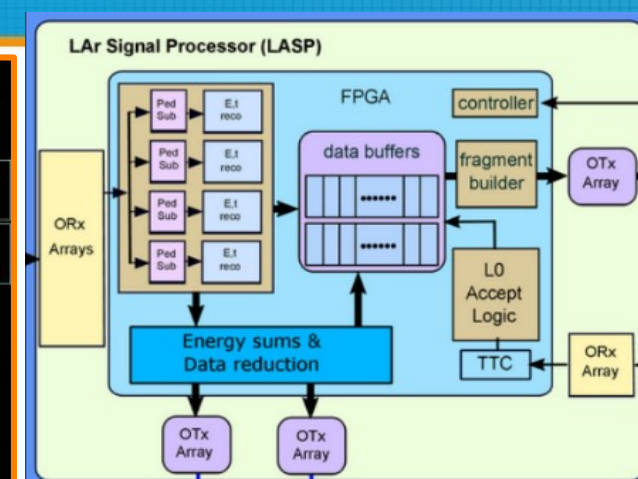 LAr Signal Processor (LASP)
FPGA
controller
Ped
Sub
E,t
reco
Ped
Sub
E,t
reco
Ped
Sub
E,t
reco
Ped
Sub
E,t
reco
data buffers
••••••
••••••
fragment
builder
OTx
Array
ORx
Arrays
L0
Accept
Logic
Energy sums &
Data reduction
TTC
ORx
Array
OTx
Array
OTx
Array